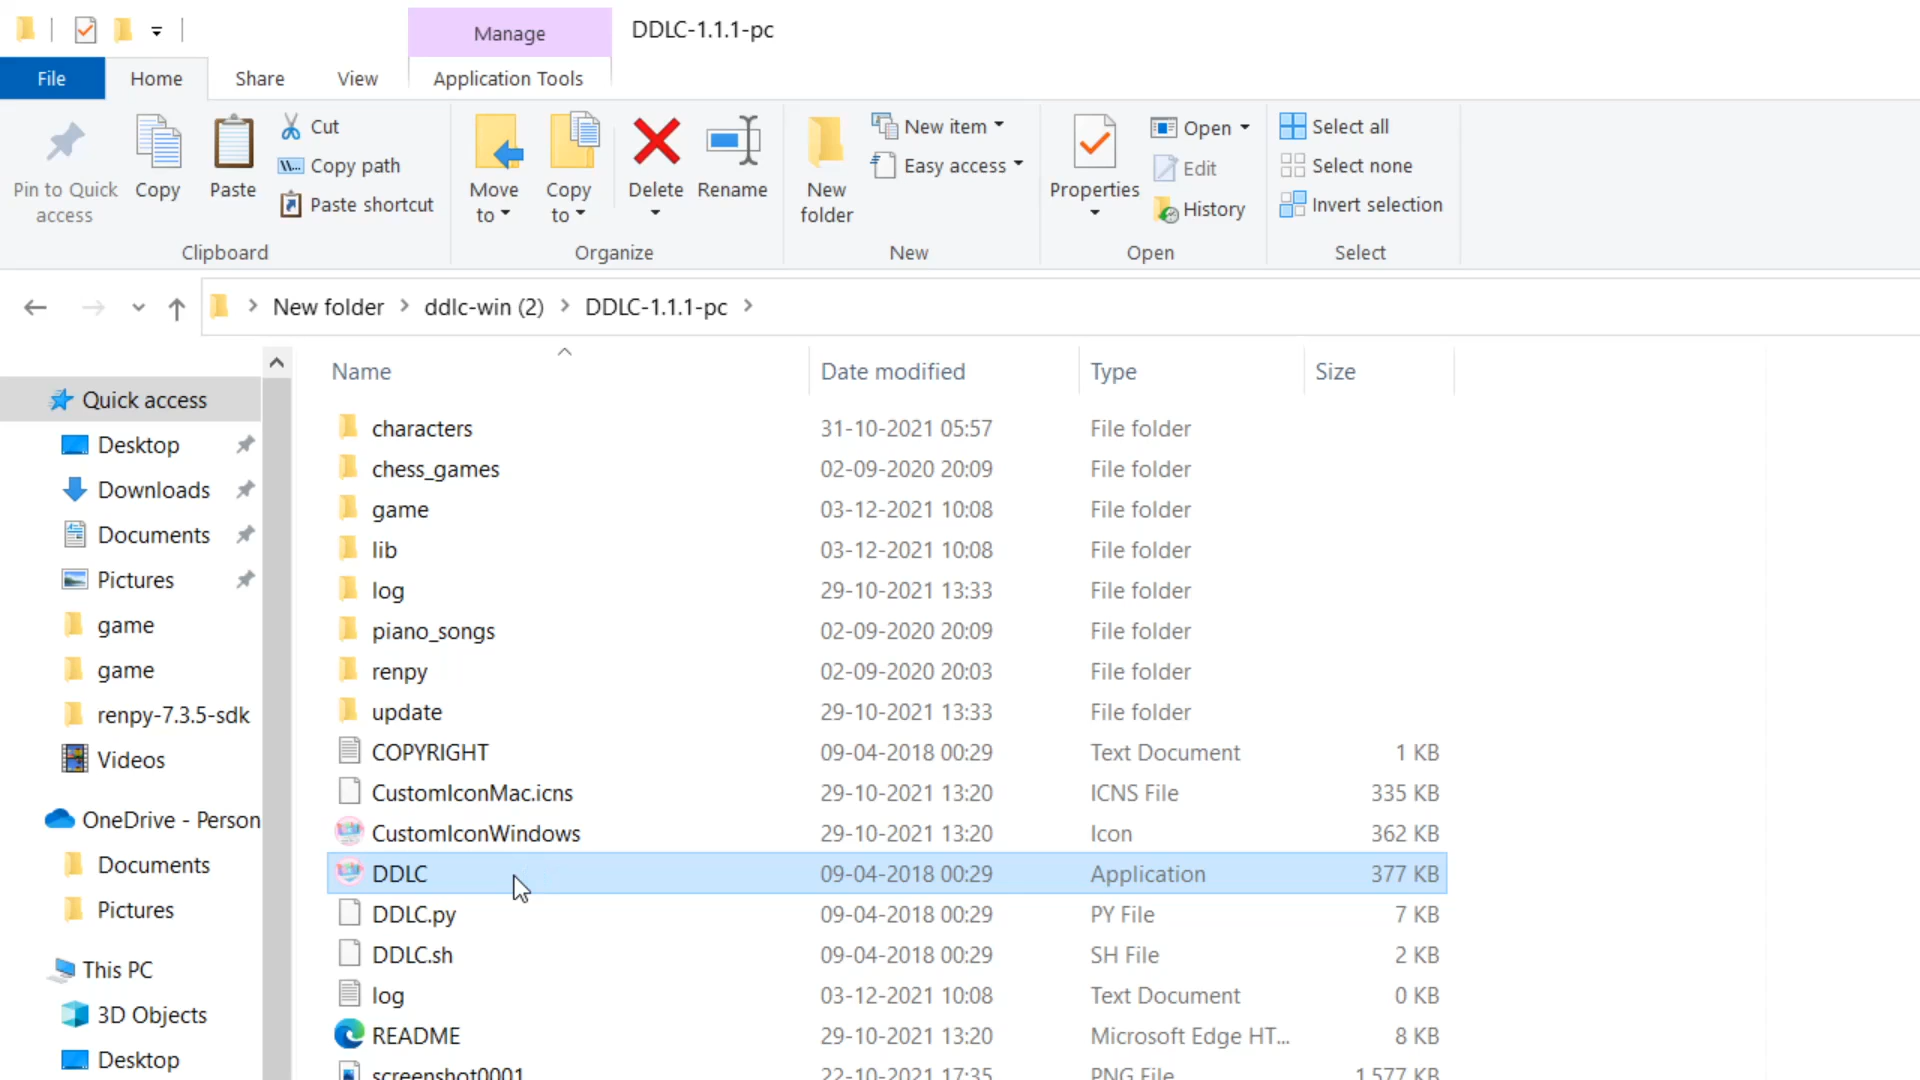 Manage
DDLC-1.1.1-pc
File
Home
Share
View
Application Tools
Pin to Quick
access
Copy
Paste
Cut
Copy path
Paste shortcut
Clipboard
Move
to
Copy
to
Delete
Rename
Organize
New
folder
New item
Easy access
New
Properties
Open
Edit
History
Open
Select all
Select none
Invert selection
Select
New folder
ddlc-win (2)
DDLC-1.1.1-pc
Name Date modified Type Size
Quick access
Desktop
Downloads
Documents
Pictures
game
game
renpy-7.3.5-sdk
Videos
OneDrive - Person
Documents
Pictures
This PC
3D Objects
Desktop
characters 31-10-2021 05:57 File folder
chess_games 02-09-2020 20:09 File folder
game 03-12-2021 10:08 File folder
lib 03-12-2021 10:08 File folder
log 29-10-2021 13:33 File folder
piano_songs 02-09-2020 20:09 File folder
renpy 02-09-2020 20:03 File folder
update 29-10-2021 13:33 File folder
COPYRIGHT 09-04-2018 00:29 Text Document 1 KB
CustomIconMac.icns 29-10-2021 13:20 ICNS File 335 KB
CustomIconWindows 29-10-2021 13:20 Icon 362 KB
DDLC 09-04-2018 00:29 Application 377 KB
DDLC.py 09-04-2018 00:29 PY File 7 KB
DDLC.sh 09-04-2018 00:29 SH File 2 KB
log 03-12-2021 10:08 Text Document 0 KB
README 29-10-2021 13:20 Microsoft Edge HT... 8 KB
screenshot0001 22-10-2021 17:35 PNG File 1,577 KB